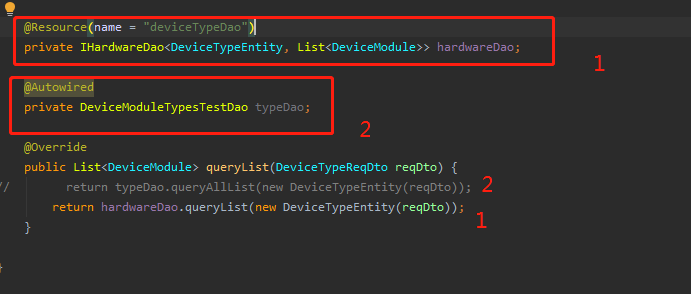 @Resource(name = "deviceTypeDao")
private IHardwareDao<DeviceTypeEntity, List<DeviceModule>> hardwareDao;
1
@Autowired
private DeviceModuleTypesTestDao typeDao;
2
@Override
public List<DeviceModule> queryList(DeviceTypeReqDto reqDto) {
// return typeDao.queryAllList(new DeviceTypeEntity(reqDto)); 2
return hardwareDao.queryList(new DeviceTypeEntity(reqDto)); 1
}
}